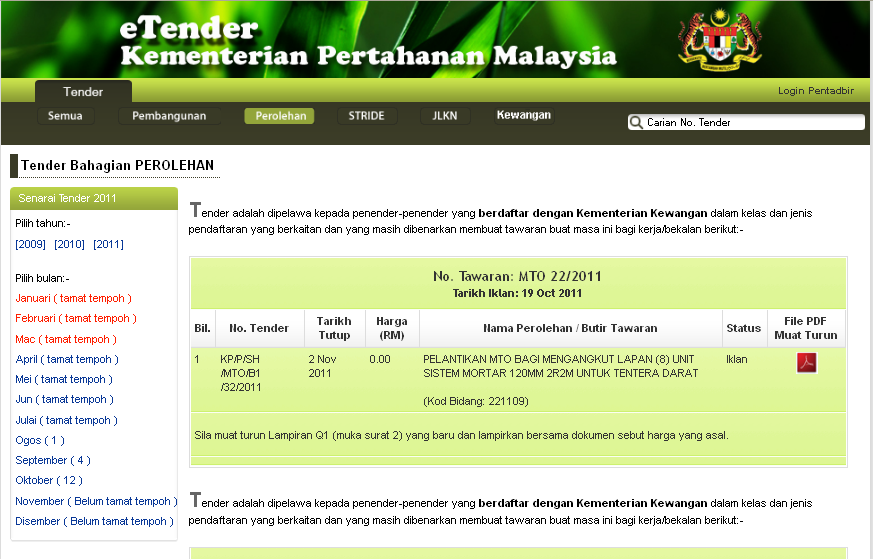 eTender
Kementerian Pertahanan Malaysia
Tender
Login Pentadbir
Semua
Pembangunan
Perolehan
STRIDE
JLKN
Kewangan
Carian No. Tender
Tender Bahagian PEROLEHAN
Senarai Tender 2011
Pilih tahun:-
[2009] [2010] [2011]
Pilih bulan:-
Januari ( tamat tempoh )
Februari ( tamat tempoh )
Mac ( tamat tempoh )
April ( tamat tempoh )
Mei ( tamat tempoh )
Jun ( tamat tempoh )
Julai ( tamat tempoh )
Ogos ( 1 )
September ( 4 )
Oktober ( 12 )
November ( Belum tamat tempoh )
Disember ( Belum tamat tempoh )
Tender adalah dipelawa kepada penender-penender yang berdaftar dengan Kementerian Kewangan dalam kelas dan jenis
pendaftaran yang berkaitan dan yang masih dibenarkan membuat tawaran buat masa ini bagi kerja/bekalan berikut:-
No. Tawaran: MTO 22/2011
Tarikh Iklan: 19 Oct 2011
Bil.
No. Tender
Tarikh
Tutup
Harga
(RM)
Nama Perolehan / Butir Tawaran
Status
File PDF
Muat Turun
1
KP/P/SH
/MTO/B1
/32/2011
2 Nov
2011
0.00
PELANTIKAN MTO BAGI MENGANGKUT LAPAN (8) UNIT
SISTEM MORTAR 120MM 2R2M UNTUK TENTERA DARAT
(Kod Bidang: 221109)
Iklan
Sila muat turun Lampiran Q1 (muka surat 2) yang baru dan lampirkan bersama dokumen sebut harga yang asal.
Tender adalah dipelawa kepada penender-penender yang berdaftar dengan Kementerian Kewangan dalam kelas dan jenis
pendaftaran yang berkaitan dan yang masih dibenarkan membuat tawaran buat masa ini bagi kerja/bekalan berikut:-